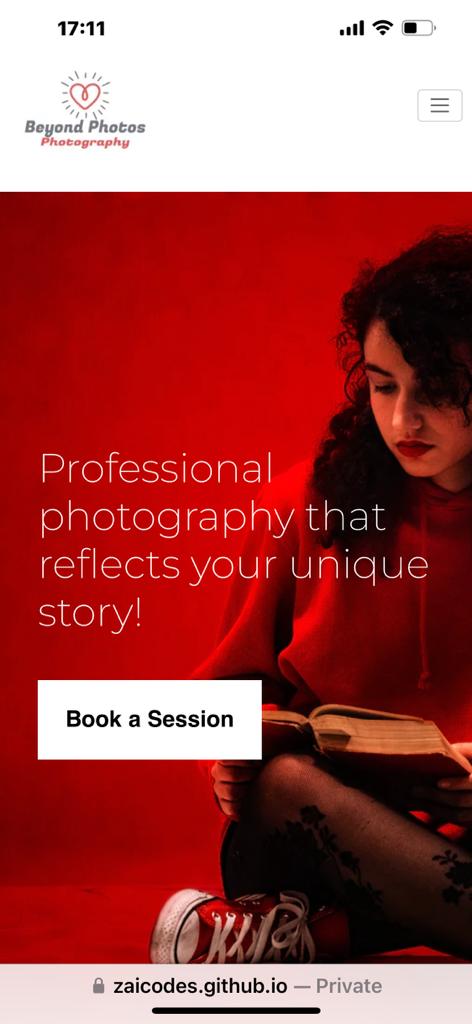 17:11
Beyond Photos
Photography
Professional
photography that
reflects your unique
story!
Book a Session
zaicodes.github.io — Private